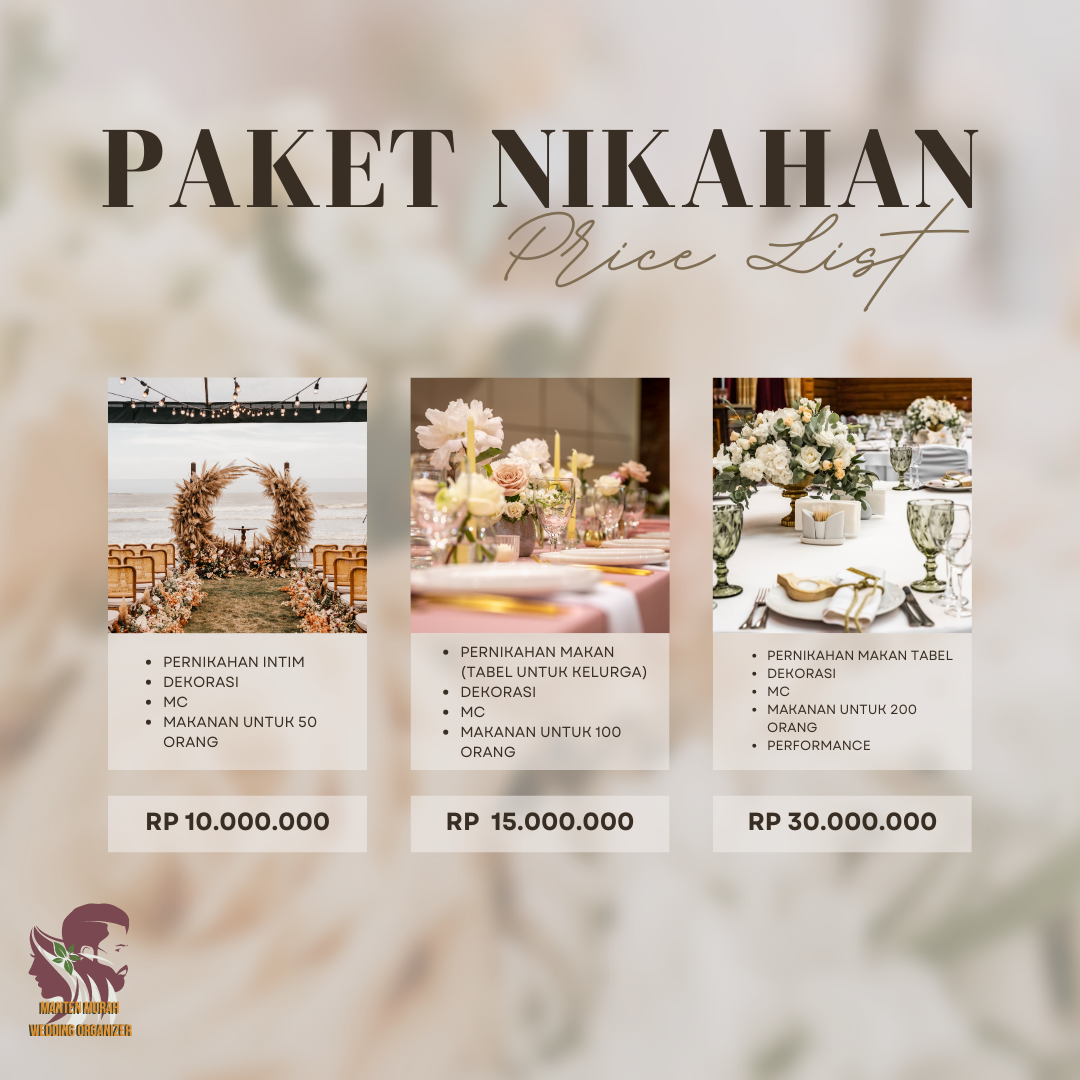 PAKET NIKAHAN
Price List
• PERNIKAHAN INTIM
• DEKORASI
• MC
• MAKANAN UNTUK 50
ORANG
RP 10.000.000
• PERNIKAHAN MAKAN
(TABEL UNTUK KELURGA)
• DEKORASI
• MC
• MAKANAN UNTUK 100
ORANG
RP 15.000.000
• PERNIKAHAN MAKAN TABEL
• DEKORASI
• MC
• MAKANAN UNTUK 200
ORANG
• PERFORMANCE
RP 30.000.000
MANTEN MURAH
WEDDING ORGANIZER